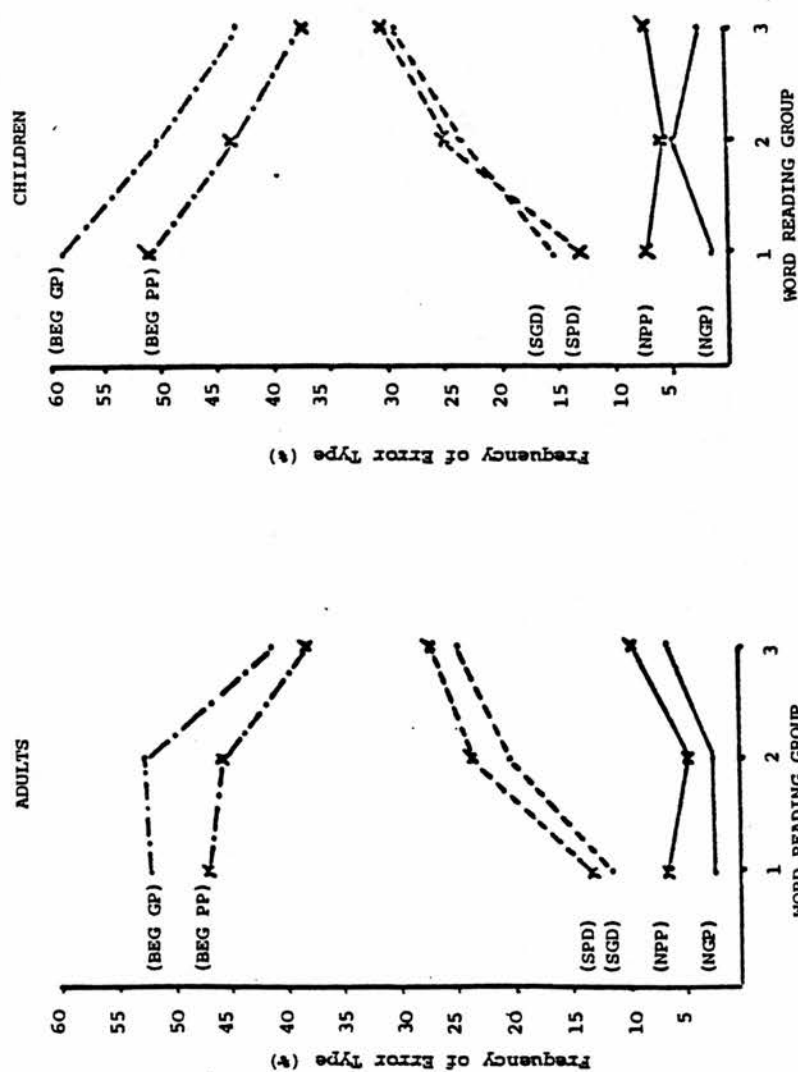 ADULTS
Frequency of Error Type (%)
60
55
50
45
40
35
30
25
20
15
10
5
(BEG GP)
(BEG PP)
(SPD)
(SGD)
(NPP)
(NGP)
1 2 3
WORD READING GROUP
CHILDREN
Frequency of Error Type (%)
60
55
50
45
40
35
30
25
20
15
10
5
(BEG GP)
(BEG PP)
(SGD)
(SPD)
(NPP)
(NGP)
1 2 3
WORD READING GROUP